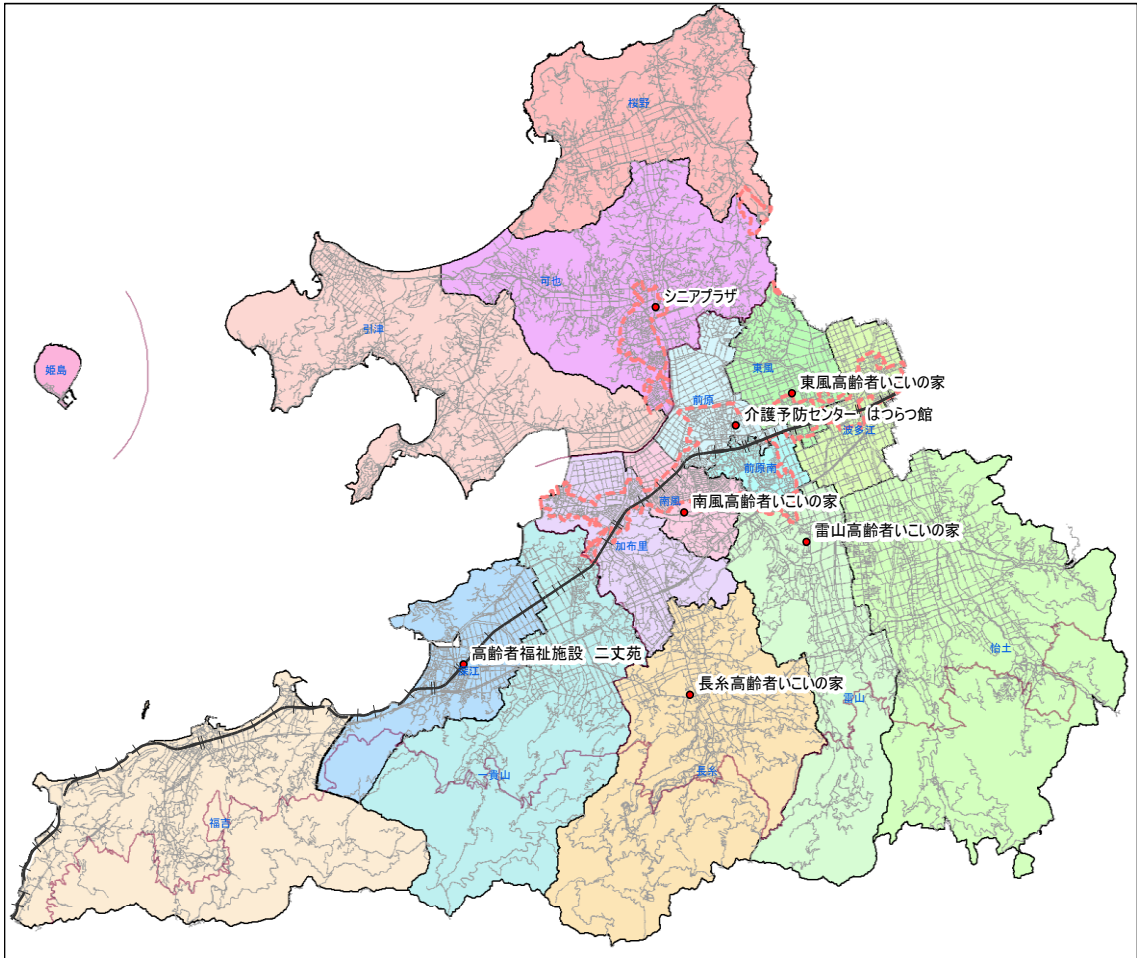 桜野
可也
シニアプラザ
引津
姫島
東風
東風高齢者いこいの家
前原
介護予防センター はつらつ館
波多江
前原南
南風
南風高齢者いこいの家
雷山高齢者いこいの家
加布里
怡土
高齢者福祉施設 二丈苑
深江
長糸高齢者いこいの家
雷山
一貴山
長糸
福吉